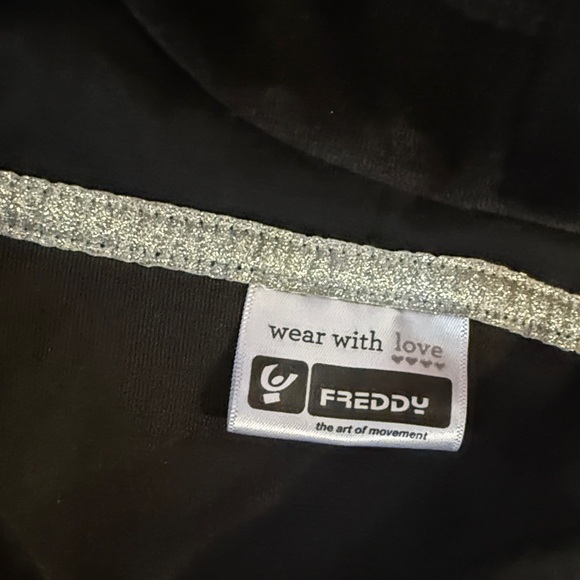 wear with love
FREDDY
the art of movement